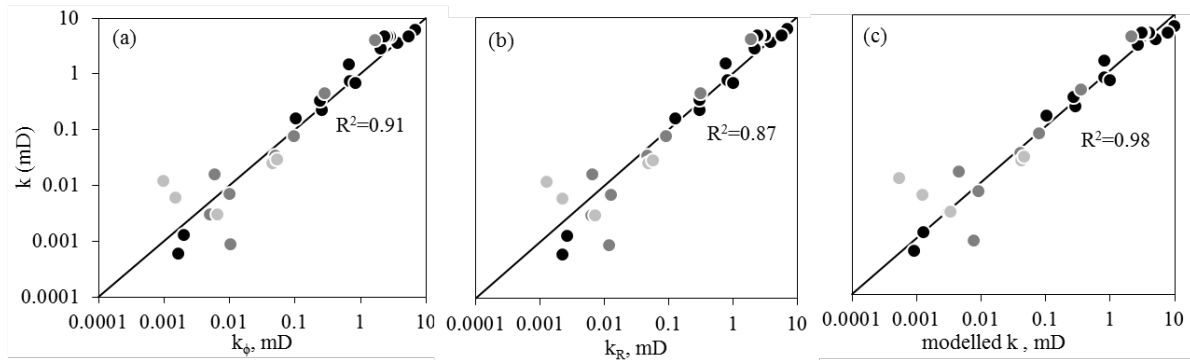 (a)
(b)
(c)
10
1
0.1
0.01
0.001
0.0001
k (mD)
R²=0.91
R²=0.87
R²=0.98
0.0001 0.001 0.01 0.1 1 10
0.0001 0.001 0.01 0.1 1 10
0.0001 0.001 0.01 0.1 1 10
kϕ, mD
kR, mD
modelled k , mD